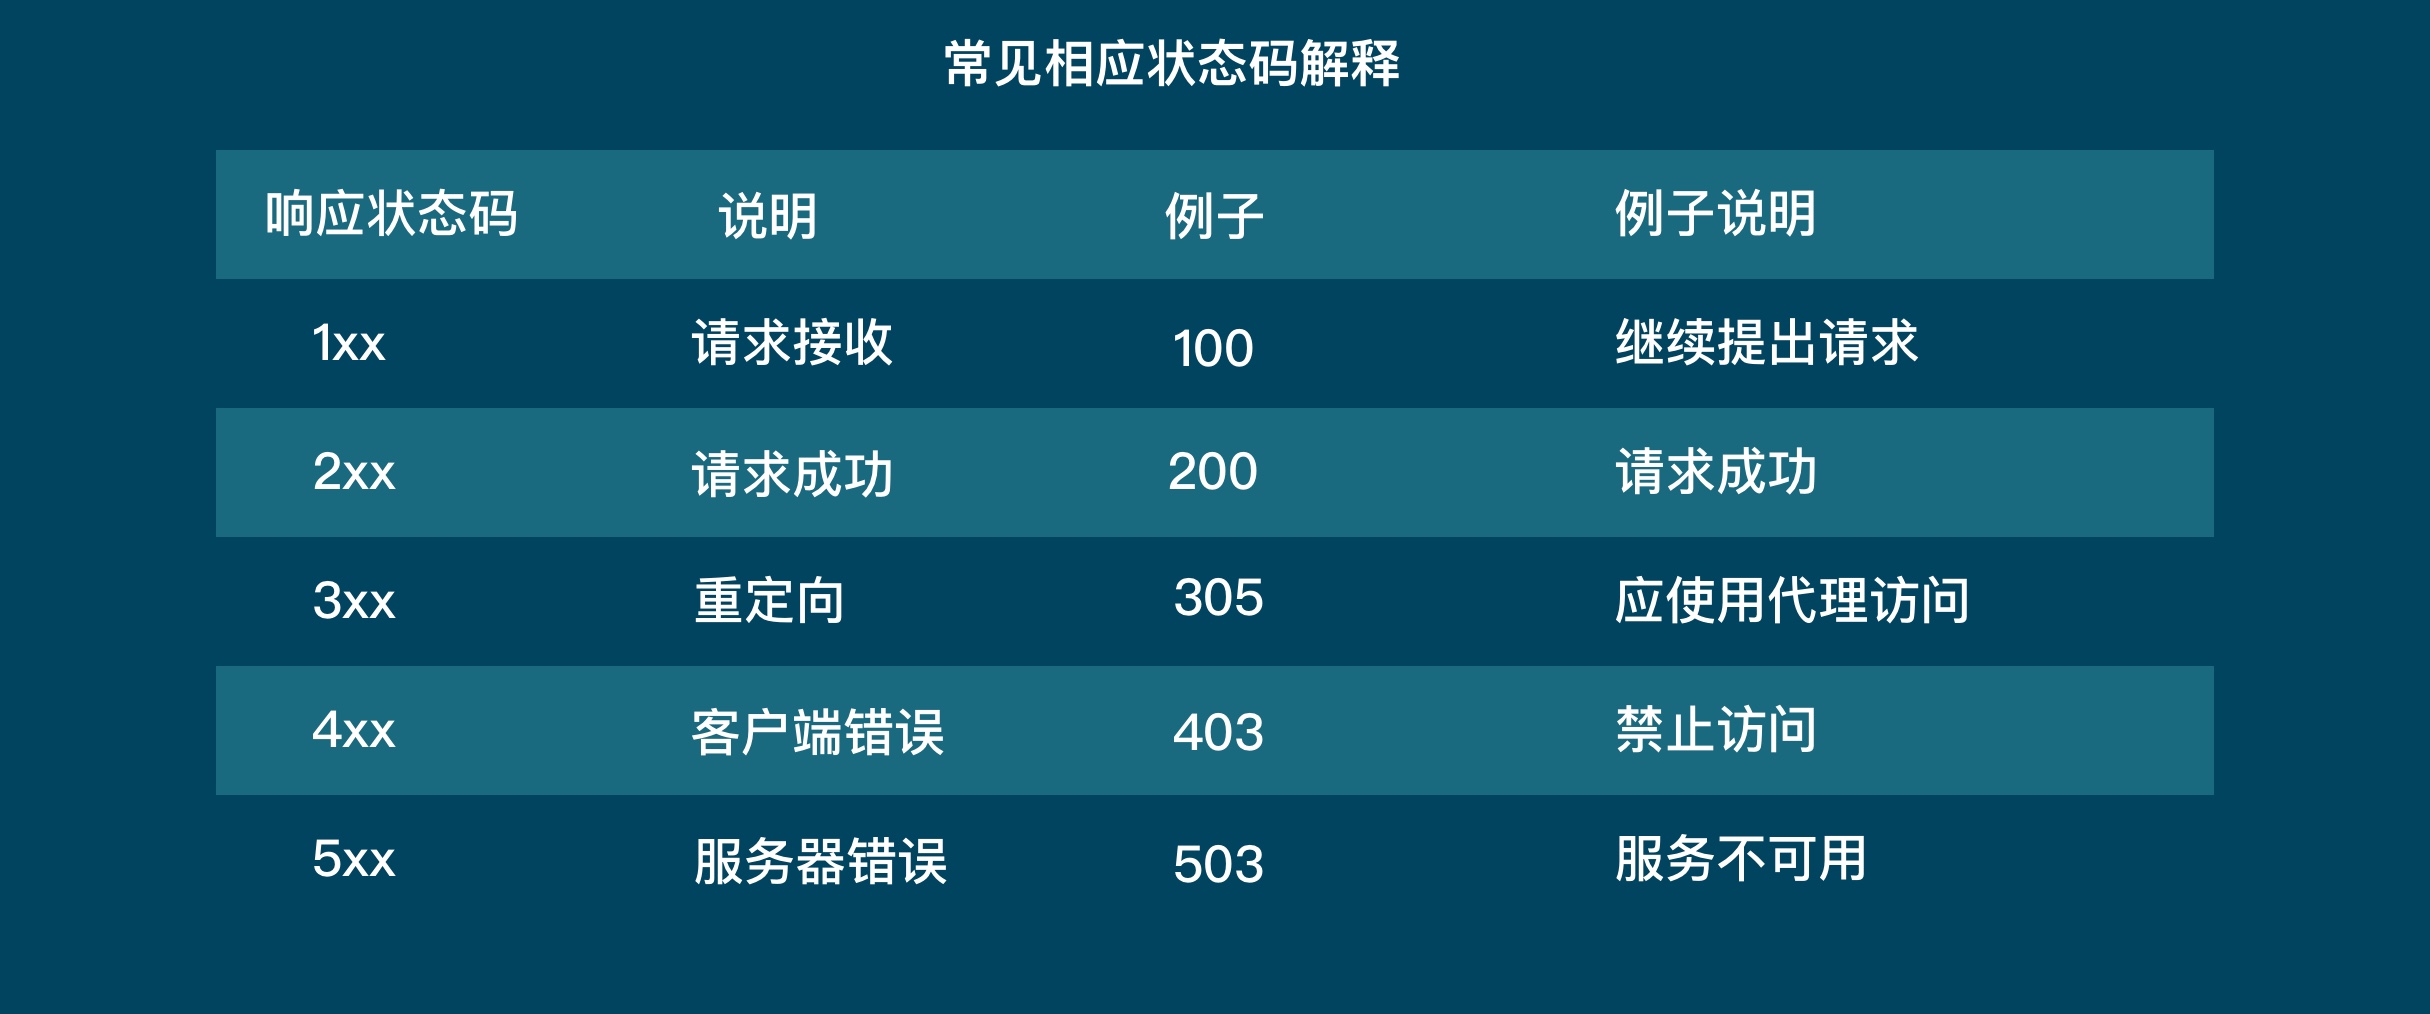 常见相应状态码解释
响应状态码 说明 例子 例子说明
1xx 请求接收 100 继续提出请求
2xx 请求成功 200 请求成功
3xx 重定向 305 应使用代理访问
4xx 客户端错误 403 禁止访问
5xx 服务器错误 503 服务不可用